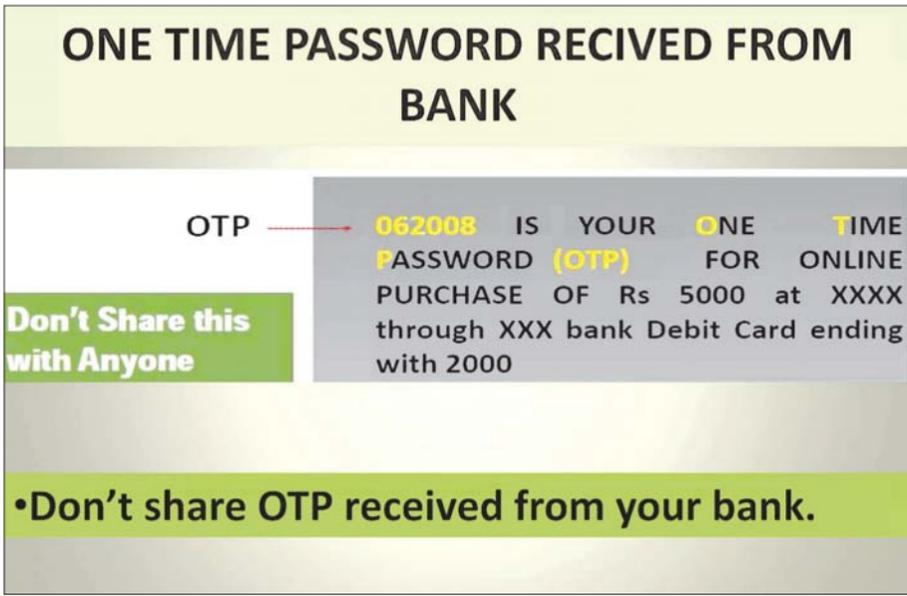 ONE TIME PASSWORD RECIVED FROM
BANK
OTP
062008 IS YOUR ONE TIME
PASSWORD (OTP) FOR ONLINE
PURCHASE OF Rs 5000 at XXXX
through XXX bank Debit Card ending
with 2000
Don't Share this
with Anyone
•Don't share OTP received from your bank.